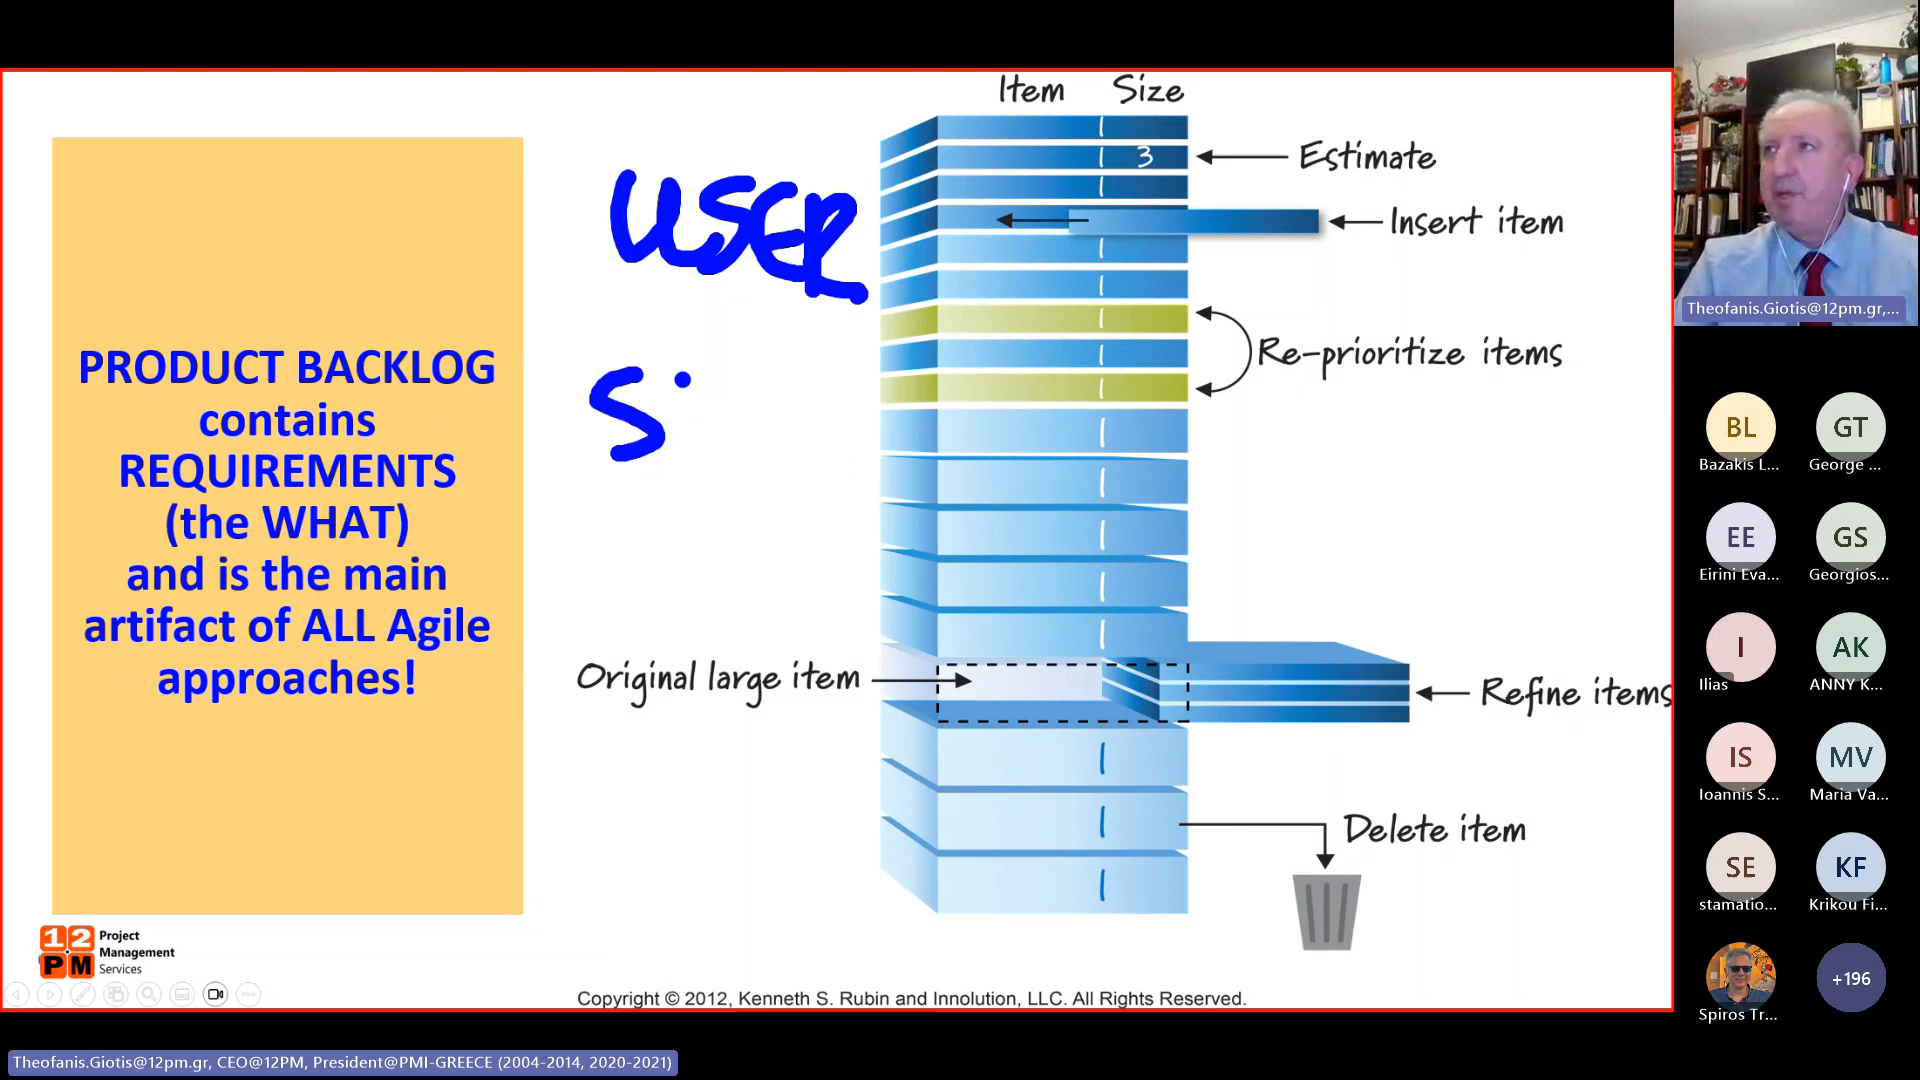 Item Size
3
Estimate
Insert item
USER
Re-prioritize items
S
PRODUCT BACKLOG
contains
REQUIREMENTS
(the WHAT)
and is the main
artifact of ALL Agile
approaches!
Original large item
Refine items
Delete item
12 Project
PM Management
Services
Copyright © 2012, Kenneth S. Rubin and Innolution, LLC. All Rights Reserved.
Theofanis.Giotis@12pm.gr, CEO@12PM, President@PMI-GREECE (2004-2014, 2020-2021)
Theofanis.Giotis@12pm.gr,...
BL GT
Bazakis L... George ...
EE GS
Eirini Eva... Georgios...
I AK
Ilias ANNY K...
IS MV
Ioannis S... Maria Va...
SE KF
stamatio... Krikou Fi...
+196
Spiros Tr...